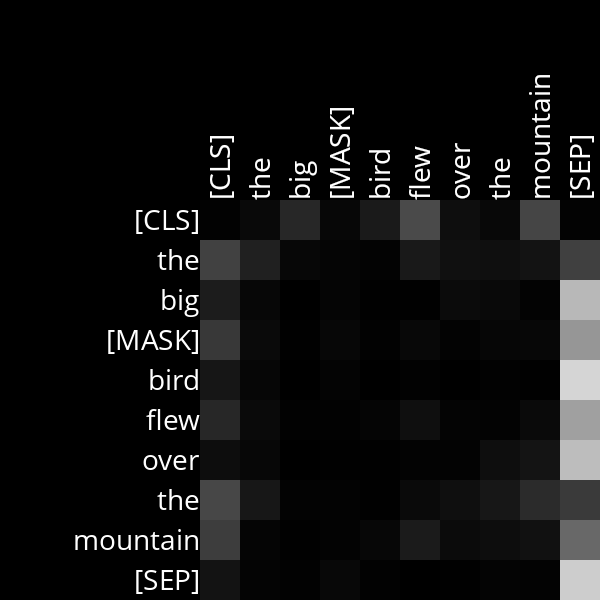 [CLS]
the
big
[MASK]
bird
flew
over
the
mountain
[SEP]
[CLS]
the
big
[MASK]
bird
flew
over
the
mountain
[SEP]